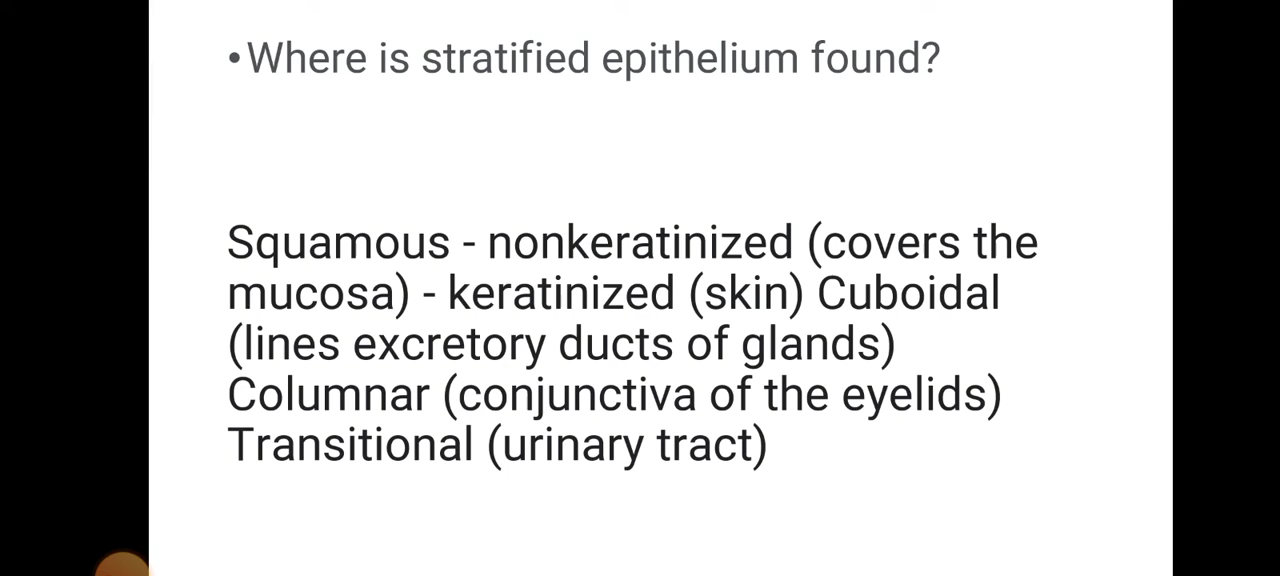 •Where is stratified epithelium found?
Squamous - nonkeratinized (covers the
mucosa) - keratinized (skin) Cuboidal
(lines excretory ducts of glands)
Columnar (conjunctiva of the eyelids)
Transitional (urinary tract)